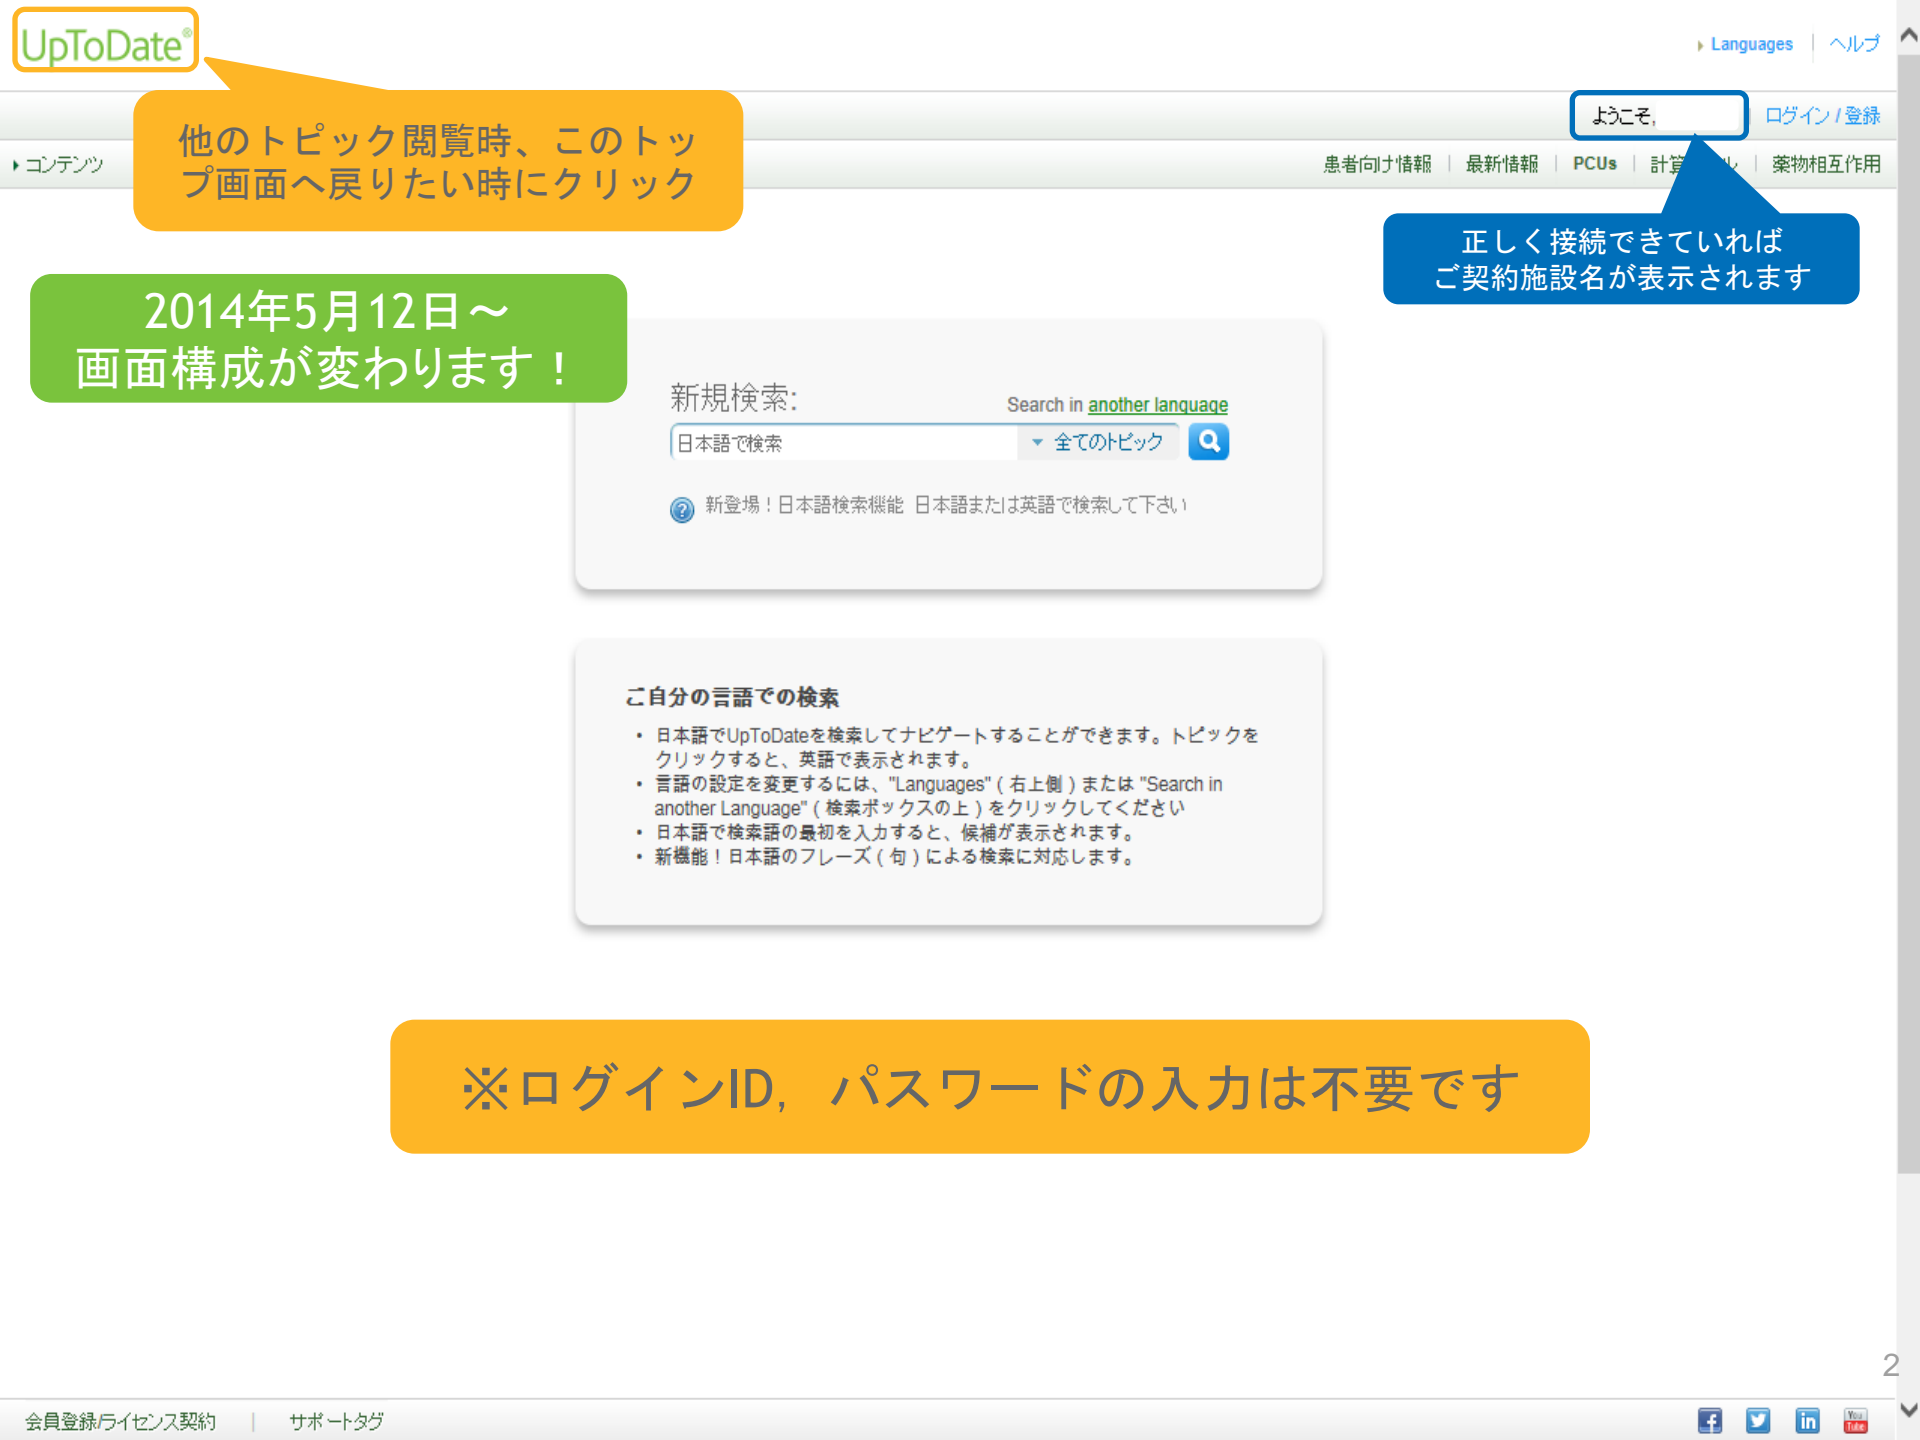 UpToDate®
Languages
ヘルプ
他のトピック閲覧時、このトッ
プ画面へ戻りたい時にクリック
ようこそ,
ログイン / 登録
コンテンツ
患者向け情報
最新情報
PCUs
薬物相互作用
正しく接続できていれば
ご契約施設名が表示されます
2014年5月12日～
画面構成が変わります！
新規検索:
Search in another language
日本語で検索
全てのトピック
新登場！日本語検索機能 日本語または英語で検索して下さい
ご自分の言語での検索
・ 日本語でUpToDateを検索してナビゲートすることができます。トピックを
クリックすると、英語で表示されます。
・ 言語の設定を変更するには、"Languages" ( 右上側 ) または "Search in
another Language" ( 検索ボックスの上 ) をクリックしてください
・ 日本語で検索語の最初を入力すると、候補が表示されます。
・ 新機能！日本語のフレーズ ( 句 ) による検索に対応します。
※ログインID, パスワードの入力は不要です
2
会員登録/ライセンス契約
サポートタグ
You
Tube